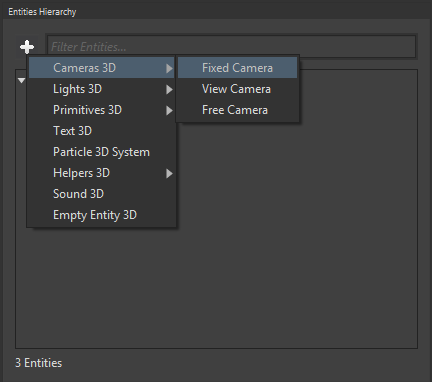 Entities Hierarchy
Filter Entities...
Cameras 3D
Fixed Camera
Lights 3D
View Camera
Primitives 3D
Free Camera
Text 3D
Particle 3D System
Helpers 3D
Sound 3D
Empty Entity 3D
3 Entities